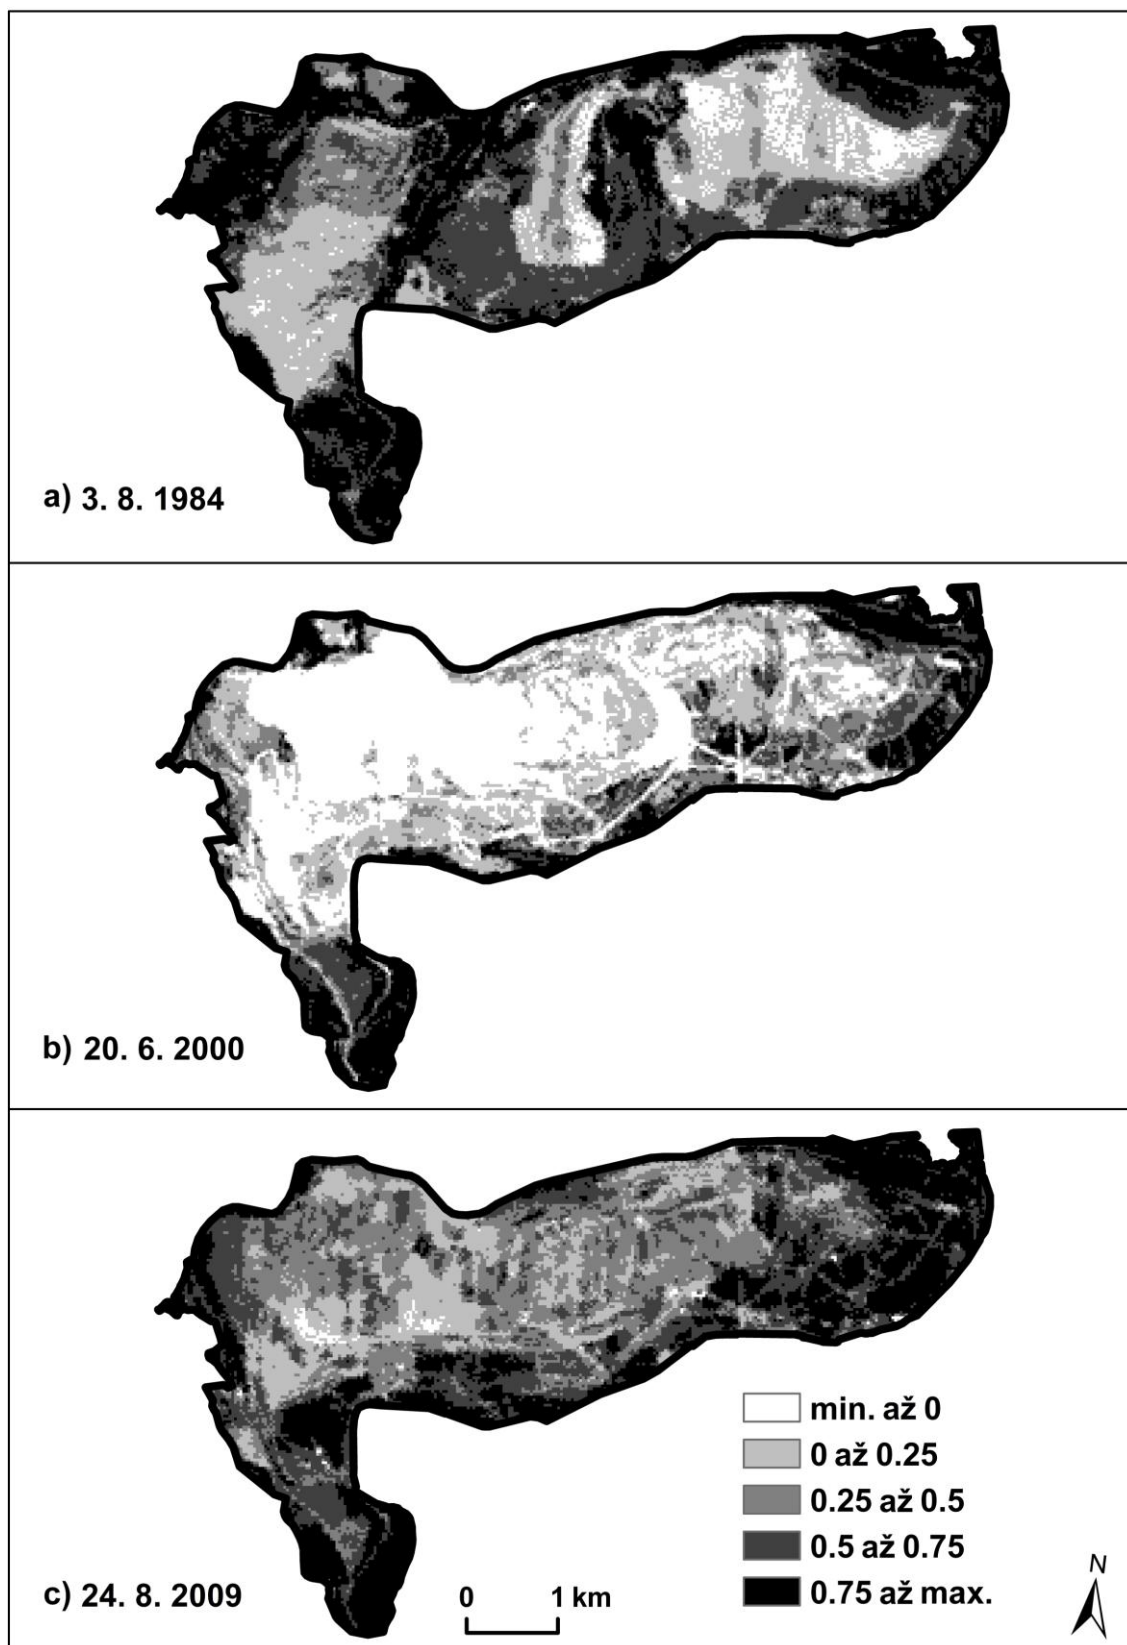 a) 3. 8. 1984
b) 20. 6. 2000
min. až 0
0 až 0.25
0.25 až 0.5
0.5 až 0.75
0.75 až max.
c) 24. 8. 2009
0 1 km
N